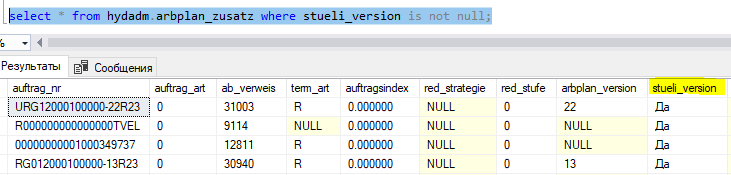 select * from hydadm.arbplan_zusatz where stueli_version is not null;
%
Результаты Сообщения
auftrag_nr auftrag_art ab_verweis term_art auftragsindex red_strategie red_stufe arbplan_version stueli_version
URG12000100000-22R23 0 31003 R 0.000000 NULL 0 22 Да
R000000000000000TVEL 0 9114 NULL 0.000000 NULL 0 NULL Да
00000000001000349737 0 12811 R 0.000000 NULL 0 NULL Да
RG012000100000-13R23 0 30940 R 0.000000 NULL 0 13 Да